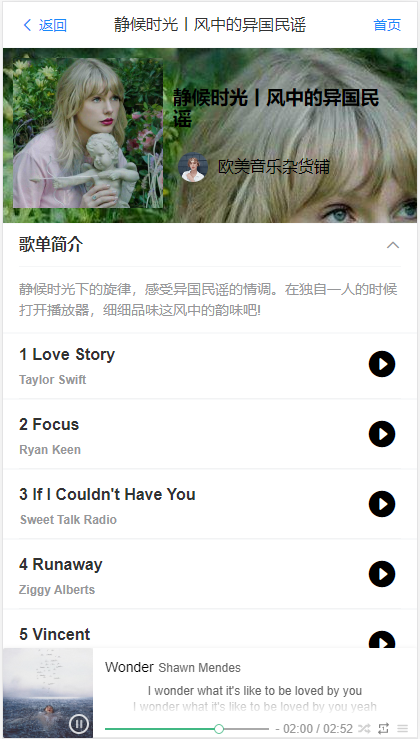 返回
静候时光丨风中的异国民谣
首页
静候时光丨风中的异国民
谣
欧美音乐杂货铺
歌单简介
静候时光下的旋律，感受异国民谣的情调。在独自一人的时候
打开播放器，细细品味这风中的韵味吧!
1 Love Story
Taylor Swift
2 Focus
Ryan Keen
3 If I Couldn't Have You
Sweet Talk Radio
4 Runaway
Ziggy Alberts
5 Vincent
Wonder Shawn Mendes
I wonder what it's like to be loved by you
I wonder what it's like to be loved by you yeah
- 02:00 / 02:52